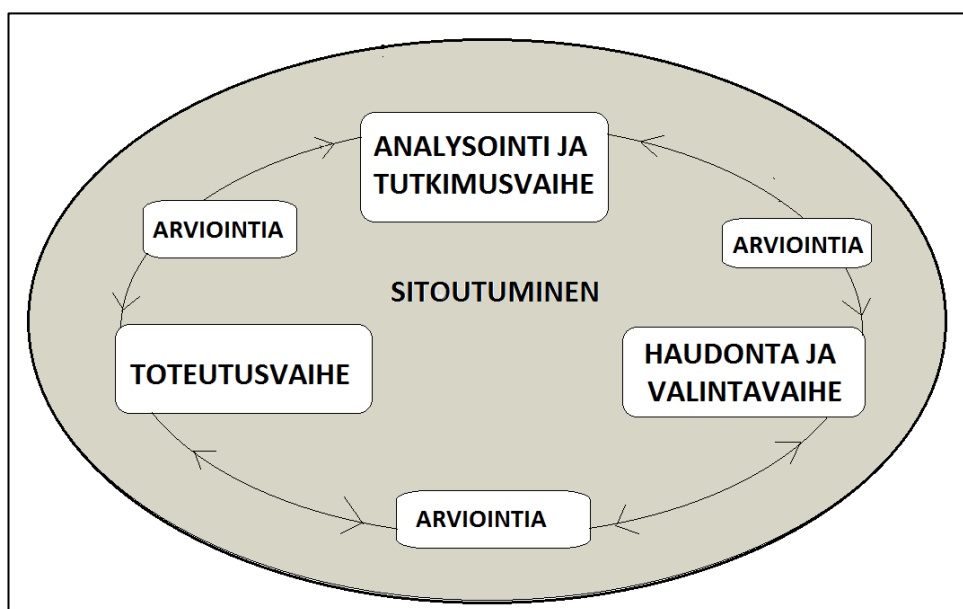 ANALYSOINTI JA
TUTKIMUSVAIHE
ARVIOINTIA
ARVIOINTIA
SITOUTUMINEN
TOTEUTUSVAIHE
HAUDONTA JA
VALINTAVAIHE
ARVIOINTIA